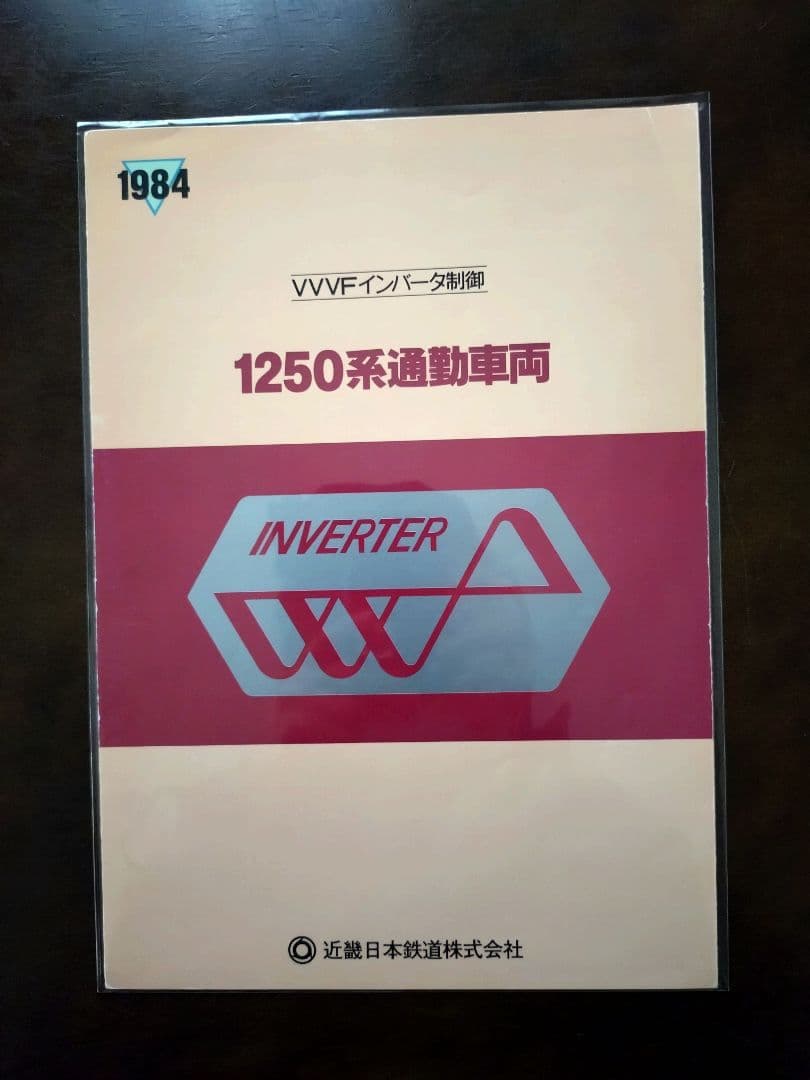 1984
VVVFインバータ制御
1250系通勤車両
INVERTER
近畿日本鉄道株式会社